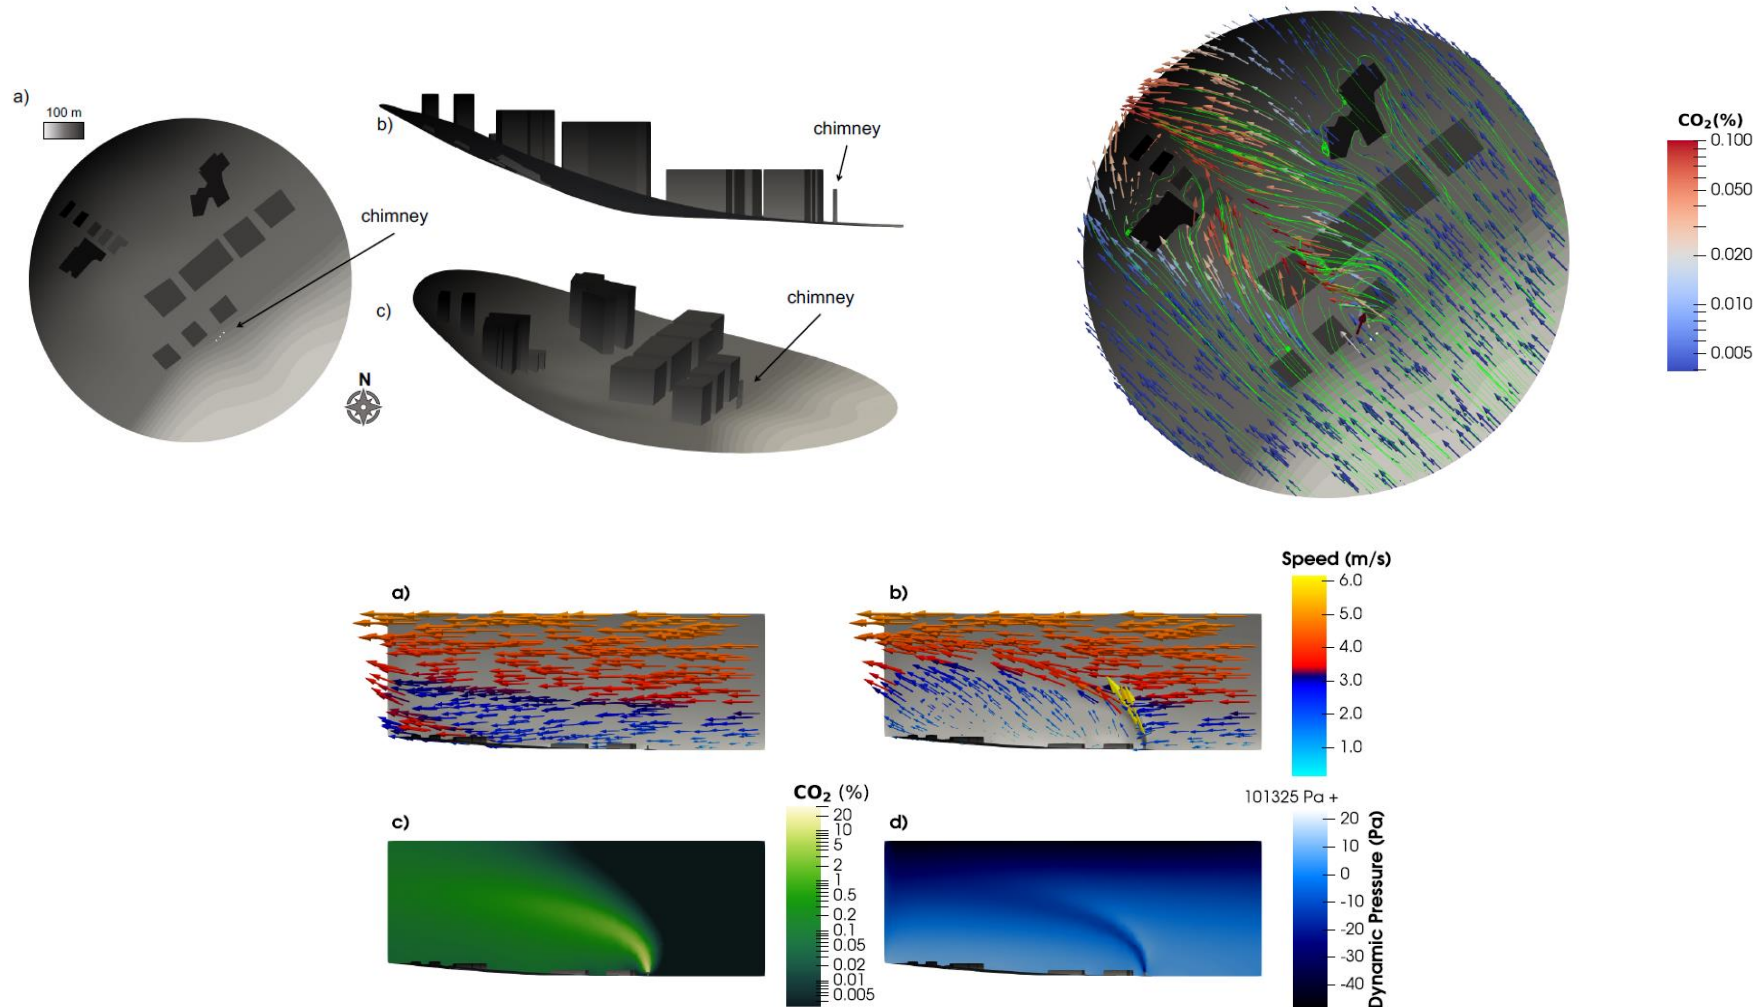 a)
100 m
chimney
N
b)
chimney
c)
chimney
CO₂(%)
0.100
0.050
0.020
0.010
0.005
a)
b)
Speed (m/s)
6.0
5.0
4.0
3.0
2.0
1.0
c)
CO₂ (%)
20
10
5
2
1
0.5
0.2
0.1
0.05
0.02
0.01
0.005
d)
101325 Pa +
20
10
0
-10
-20
-30
-40
Dynamic Pressure (Pa)